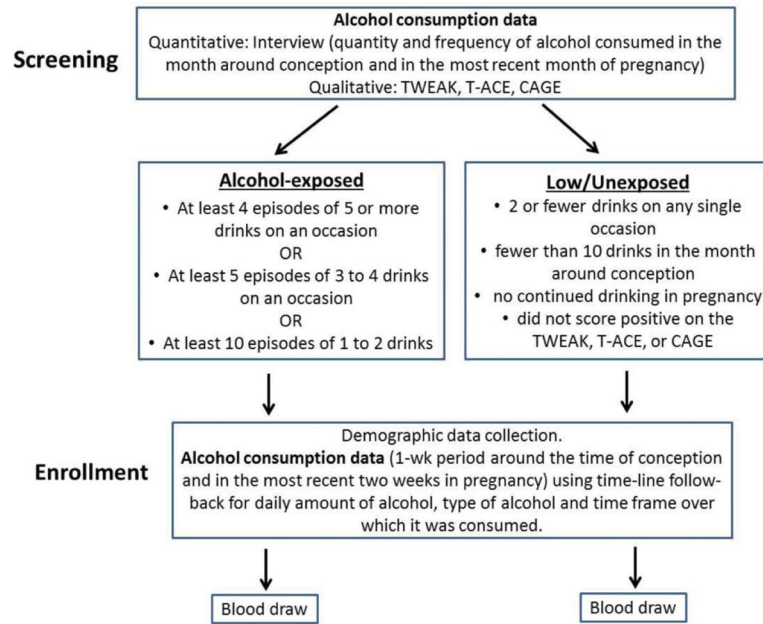 Screening
Alcohol consumption data
Quantitative: Interview (quantity and frequency of alcohol consumed in the
month around conception and in the most recent month of pregnancy)
Qualitative: TWEAK, T-ACE, CAGE
Alcohol-exposed
• At least 4 episodes of 5 or more
drinks on an occasion
OR
• At least 5 episodes of 3 to 4 drinks
on an occasion
OR
• At least 10 episodes of 1 to 2 drinks
Low/Unexposed
• 2 or fewer drinks on any single
occasion
• fewer than 10 drinks in the month
around conception
• no continued drinking in pregnancy
• did not score positive on the
TWEAK, T-ACE, or CAGE
Enrollment
Demographic data collection.
Alcohol consumption data (1-wk period around the time of conception
and in the most recent two weeks in pregnancy) using time-line follow-
back for daily amount of alcohol, type of alcohol and time frame over
which it was consumed.
Blood draw
Blood draw